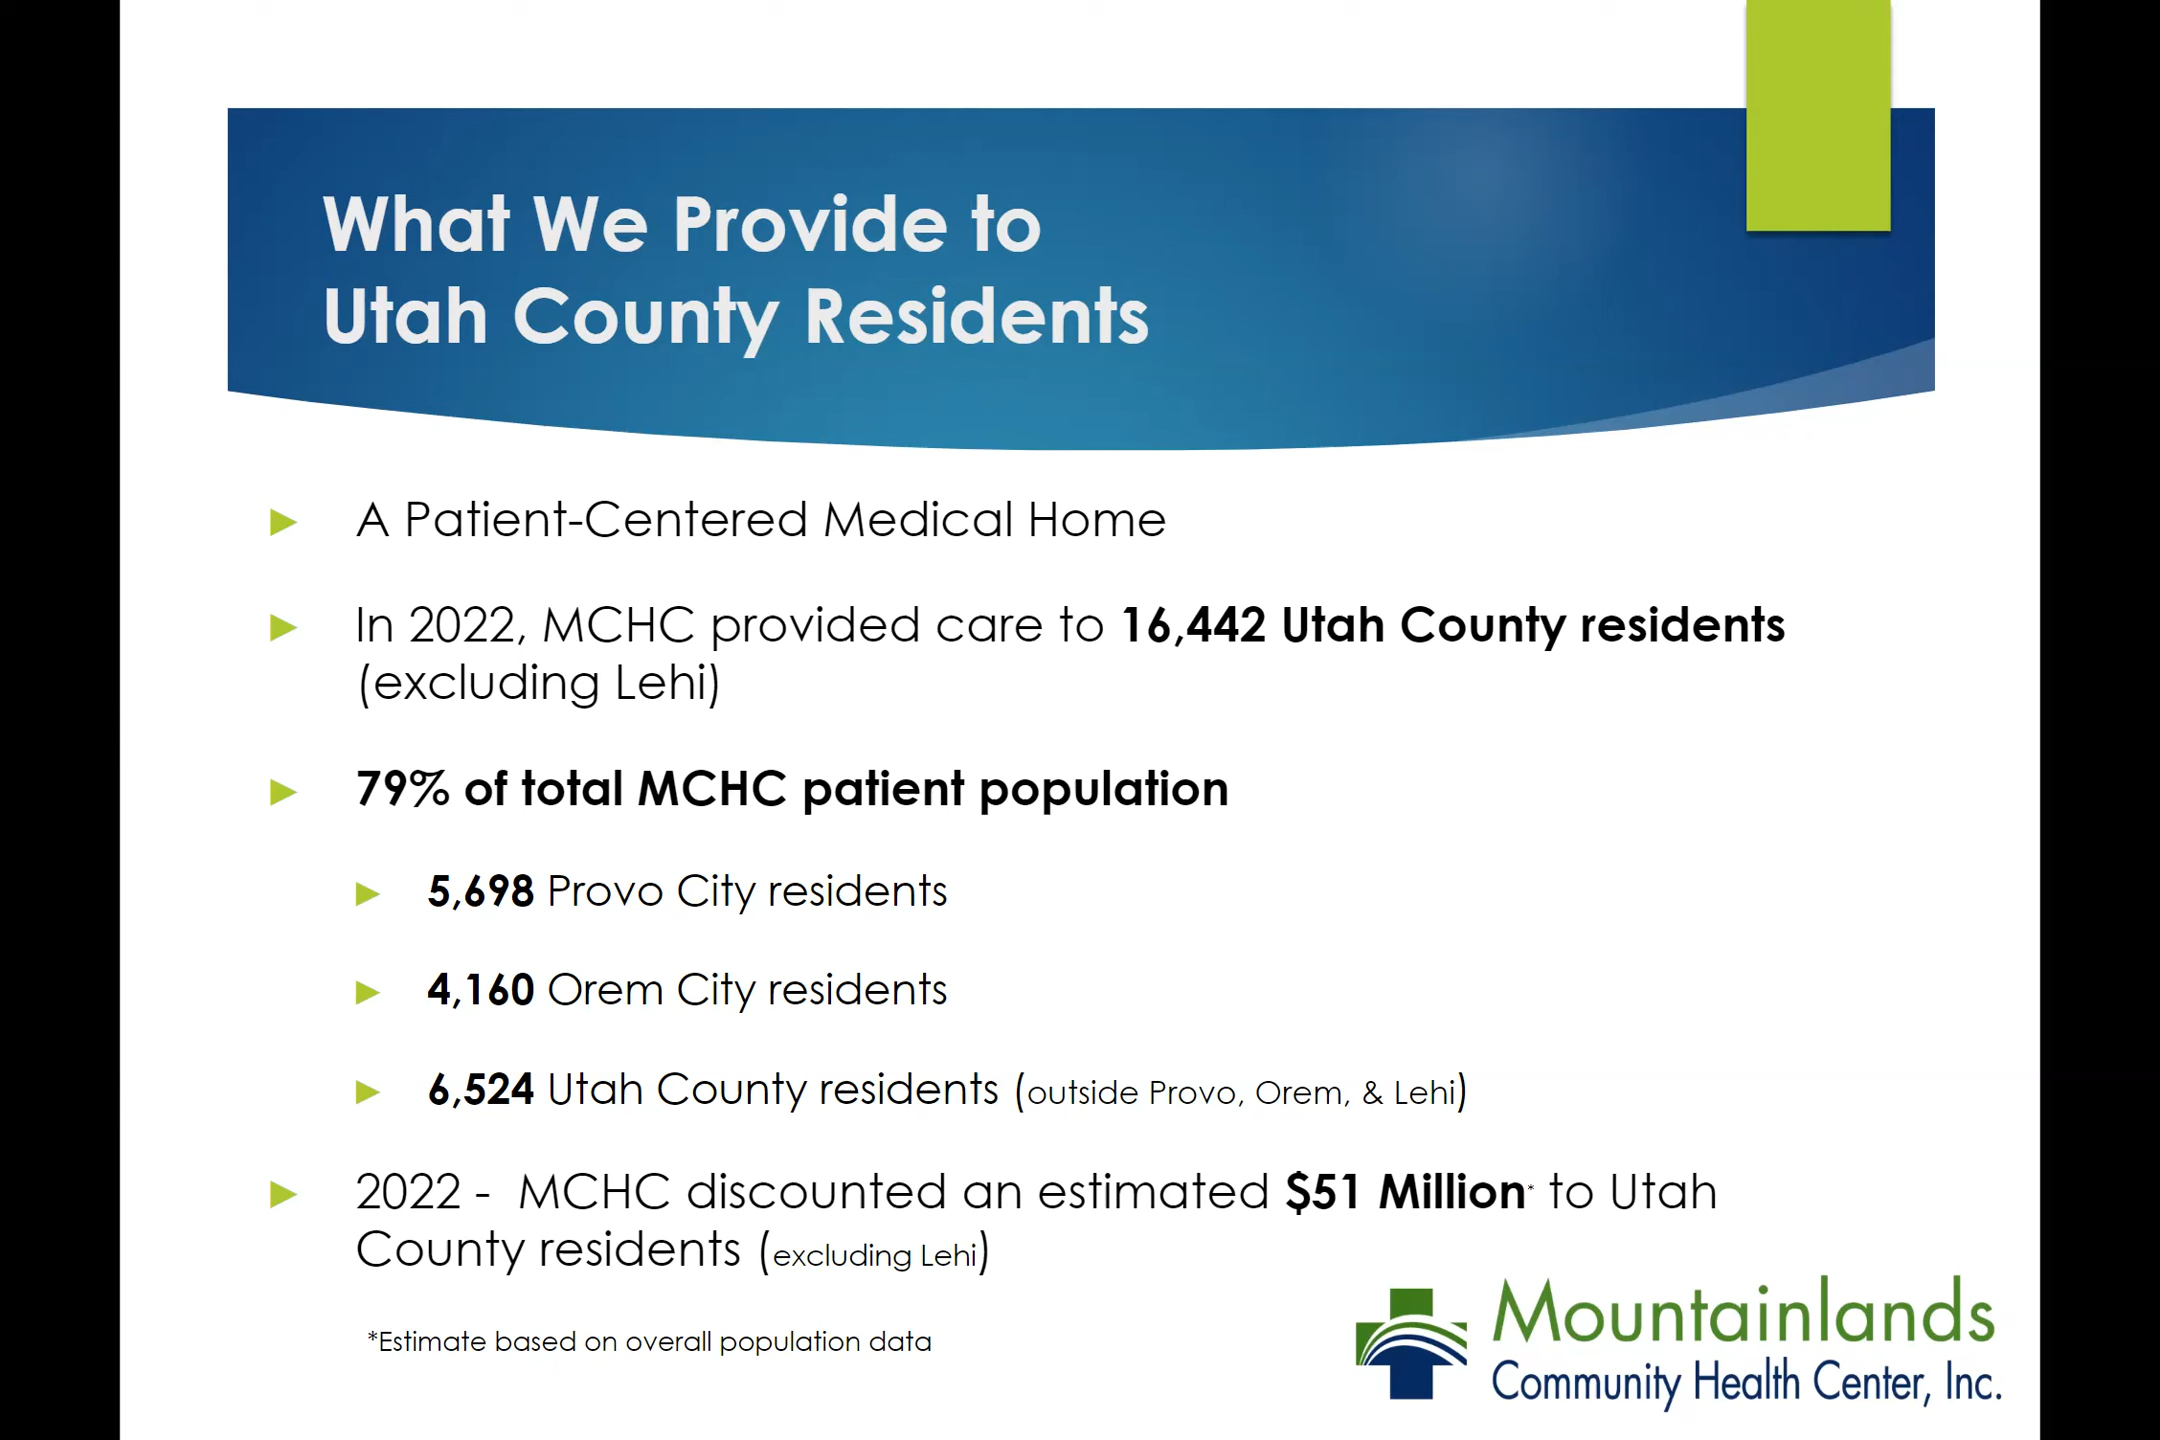 What We Provide to
Utah County Residents
► A Patient-Centered Medical Home
► In 2022, MCHC provided care to 16,442 Utah County residents
(excluding Lehi)
► 79% of total MCHC patient population
► 5,698 Provo City residents
► 4,160 Orem City residents
► 6,524 Utah County residents (outside Provo, Orem, & Lehi)
► 2022 -  MCHC discounted an estimated $51 Million* to Utah
County residents (excluding Lehi)
*Estimate based on overall population data
Mountainlands
Community Health Center, Inc.